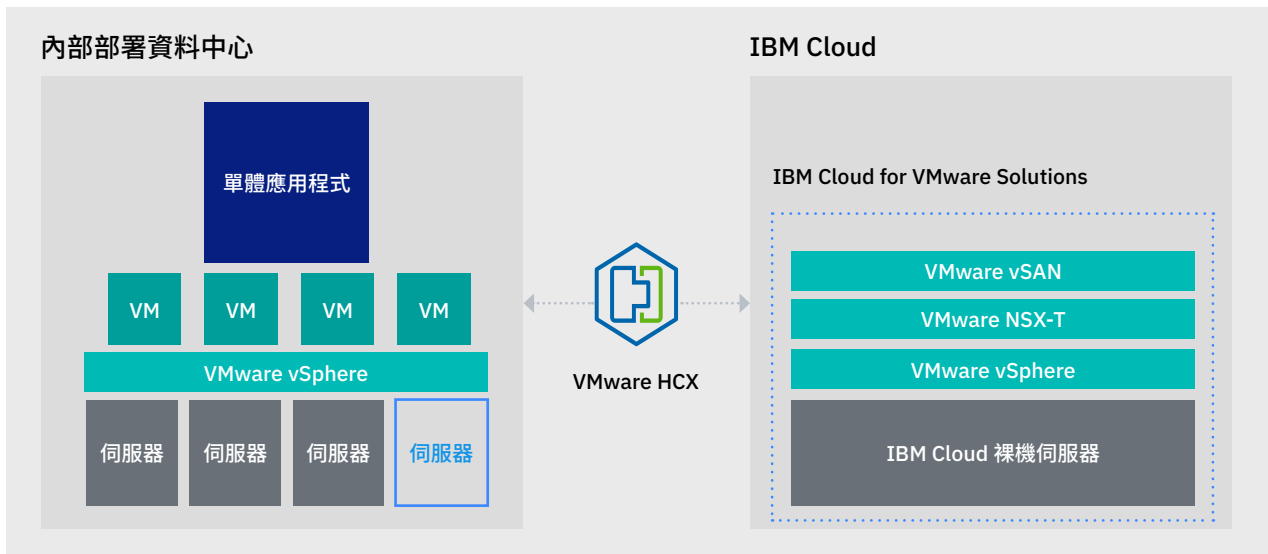 內部部署資料中心
單體應用程式
VM
VM
VM
VM
VMware vSphere
伺服器
伺服器
伺服器
伺服器
VMware HCX
IBM Cloud
IBM Cloud for VMware Solutions
VMware vSAN
VMware NSX-T
VMware vSphere
IBM Cloud 裸機伺服器